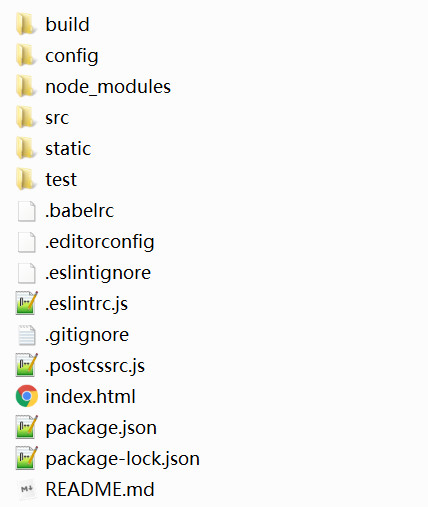 build
config
node_modules
src
static
test
.babelrc
.editorconfig
.eslintignore
.eslintrc.js
.gitignore
.postcssrc.js
index.html
package.json
package-lock.json
README.md